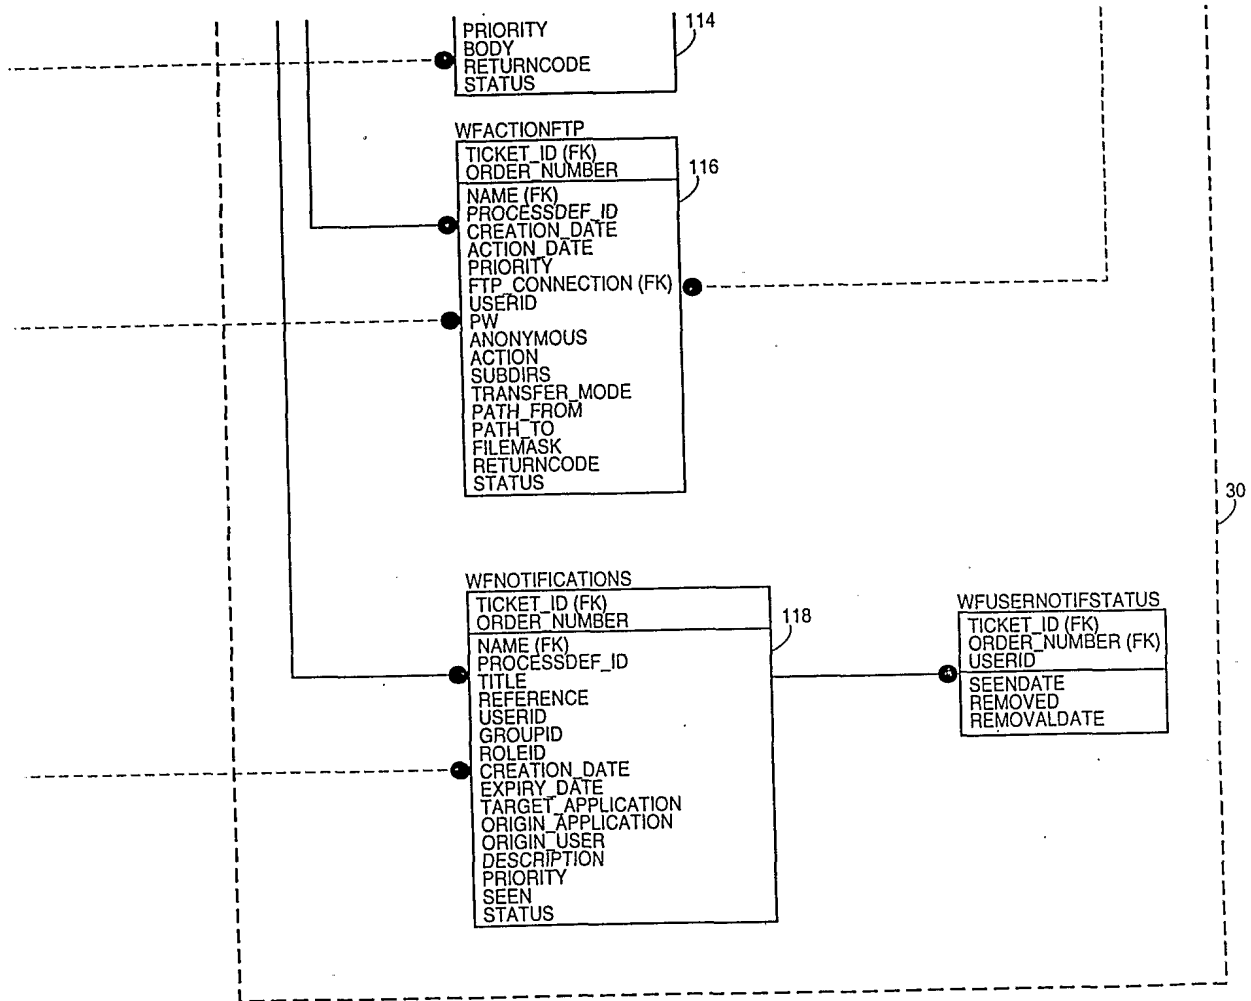 PRIORITY
BODY
RETURNCODE
STATUS
114
WFACTIONFTP
TICKET_ID (FK)
ORDER_NUMBER
116
NAME (FK)
PROCESSDEF_ID
CREATION_DATE
ACTION_DATE
PRIORITY
FTP_CONNECTION (FK)
USERID
PW
ANONYMOUS
ACTION
SUBDIRS
TRANSFER_MODE
PATH_FROM
PATH_TO
FILEMASK
RETURNCODE
STATUS
30
WFNOTIFICATIONS
TICKET_ID (FK)
ORDER_NUMBER
118
NAME (FK)
PROCESSDEF_ID
TITLE
REFERENCE
USERID
GROUPID
ROLEID
CREATION_DATE
EXPIRY_DATE
TARGET_APPLICATION
ORIGIN_APPLICATION
ORIGIN_USER
DESCRIPTION
PRIORITY
SEEN
STATUS
WFUSERNOTIFSTATUS
TICKET_ID (FK)
ORDER_NUMBER (FK)
USERID
SEENDATE
REMOVED
REMOVALDATE